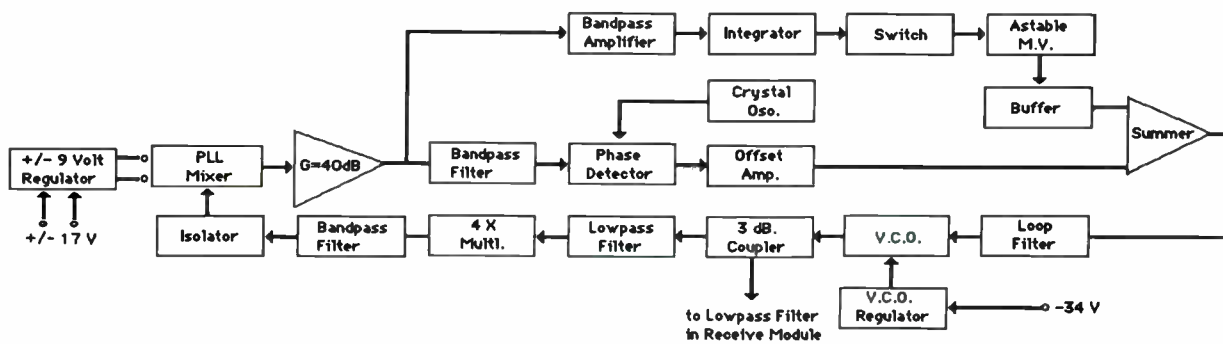 Bandpass
Amplifier
Integrator
Switch
Astable
M.V.
Crystal
Oso.
Buffer
Summer
+/- 9 Volt
Regulator
PLL
Mixer
G=40dB
Bandpass
Filter
Phase
Detector
Offset
Amp.
+/- 17 V
Isolator
Bandpass
Filter
4 X
Multi.
Lowpass
Filter
3 dB.
Coupler
V.C.O.
Loop
Filter
to Lowpass Filter
in Receive Module
V.C.O.
Regulator
-34 V